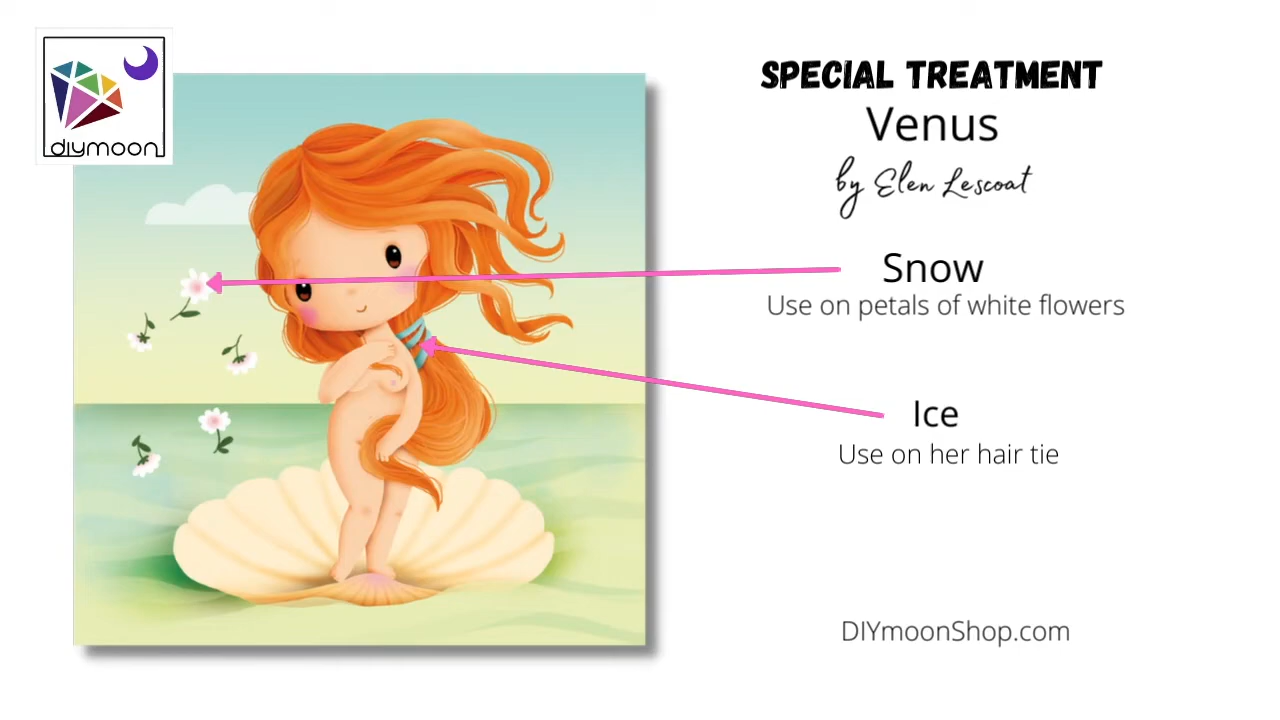 diymoon
SPECIAL TREATMENT
Venus
by Elen Lescoat
Snow
Use on petals of white flowers
Ice
Use on her hair tie
DIYmoonShop.com